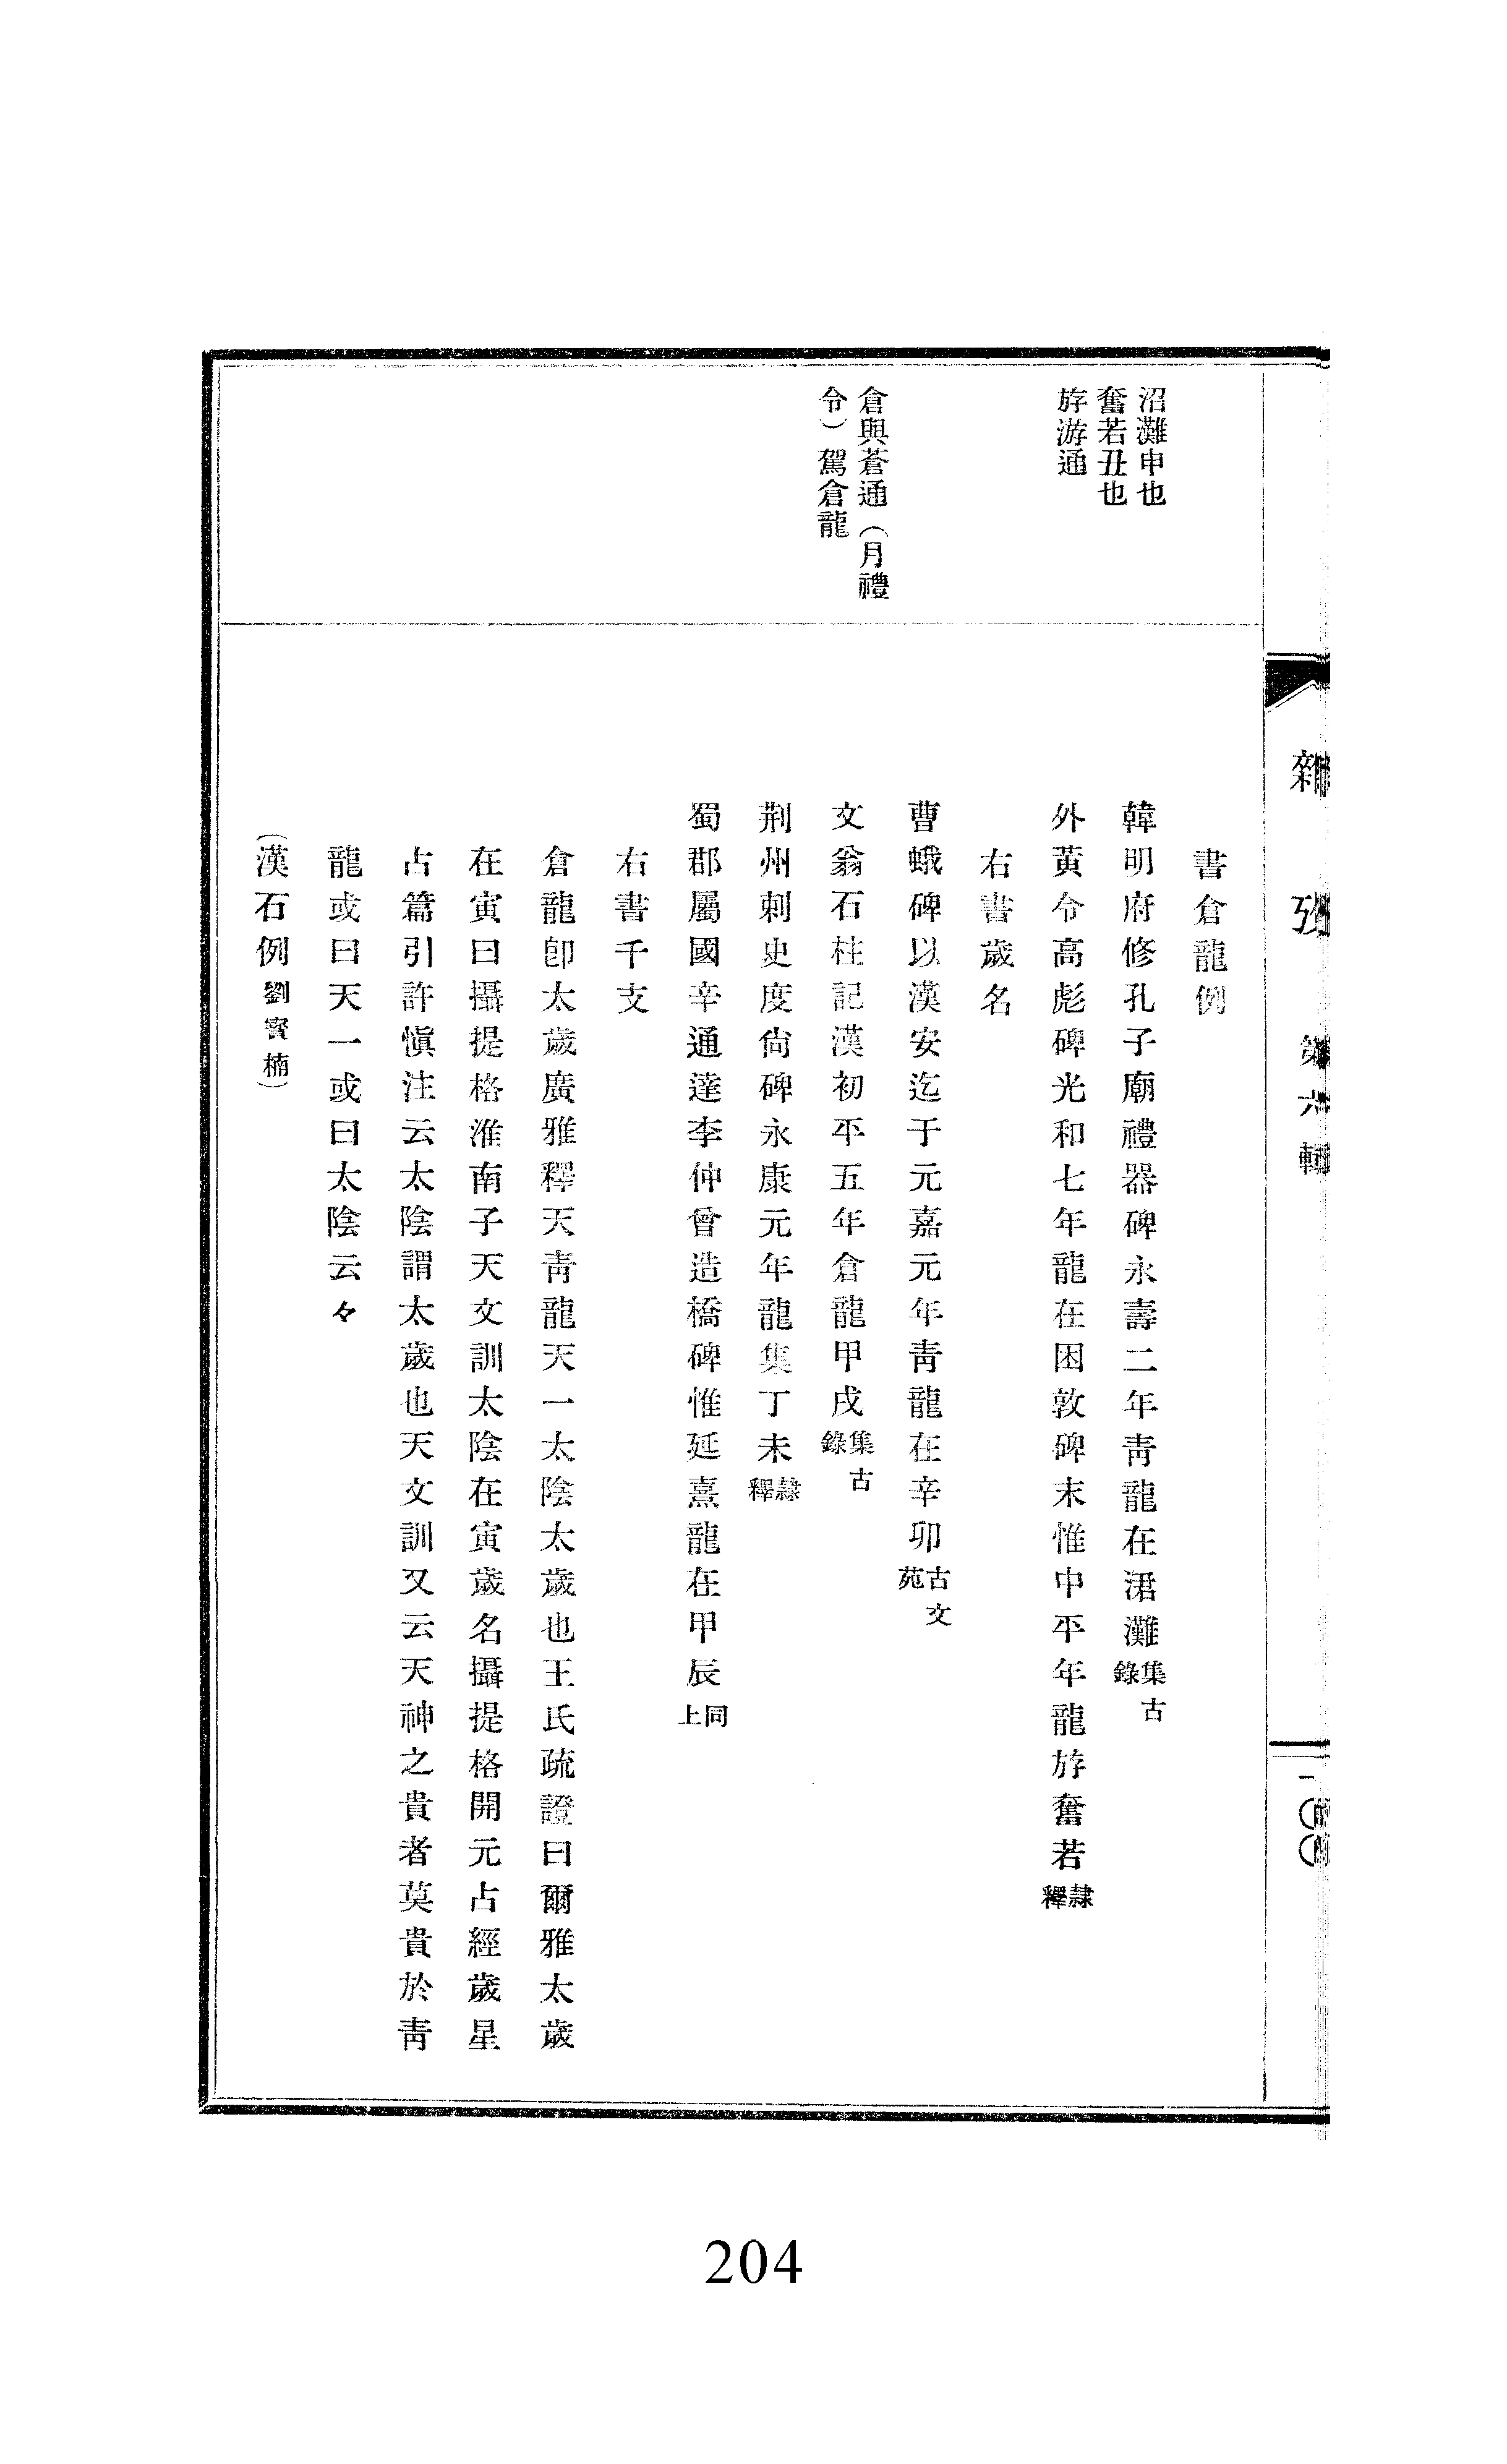 雜攷　第六輯　一〇〇
沼灘申也
奮若丑也
斿游通
倉與蒼通（月禮
令）駕倉龍
書倉龍例
韓明府修孔子廟禮器碑永壽二年靑龍在涒灘集古錄
外黃令高彪碑光和七年龍在困敦碑末惟中平年龍斿奮若隸釋
右書歲名
曹蛾碑以漢安迄于元嘉元年靑龍在辛卯古文苑
文翁石柱記漢初平五年倉龍甲戌集古錄
荆州刺史度尙碑永康元年龍集丁未隸釋
蜀郡屬國辛通達李仲曾造橋碑惟延熹龍在甲辰同上
右書千支
倉龍卽太歲廣雅釋天靑龍天一太陰太歲也王氏疏證曰爾雅太歲
在寅曰攝提格淮南子天文訓太陰在寅歲名攝提格開元占經歲星
占篇引許愼注云太陰謂太歲也天文訓又云天神之貴者莫貴於靑
龍或曰天一或曰太陰云々
（漢石例劉寶楠）
204